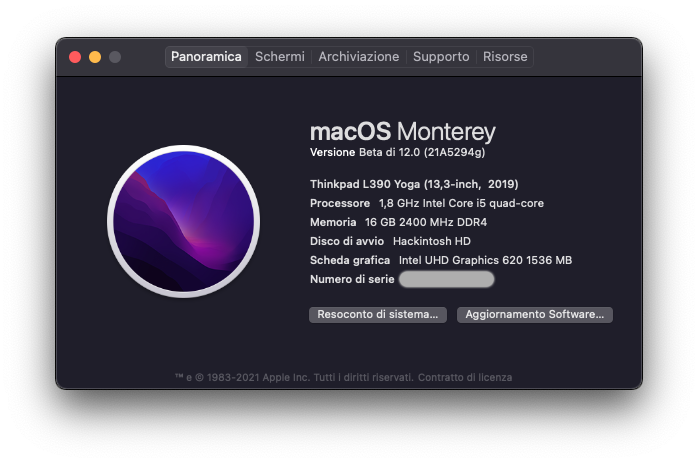 Panoramica Schermi Archiviazione Supporto Risorse
macOS Monterey
Versione Beta di 12.0 (21A5294g)
Thinkpad L390 Yoga (13,3-inch, 2019)
Processore 1,8 GHz Intel Core i5 quad-core
Memoria 16 GB 2400 MHz DDR4
Disco di avvio Hackintosh HD
Scheda grafica Intel UHD Graphics 620 1536 MB
Numero di serie
Resoconto di sistema... Aggiornamento Software...
™ e © 1983-2021 Apple Inc. Tutti i diritti riservati. Contratto di licenza